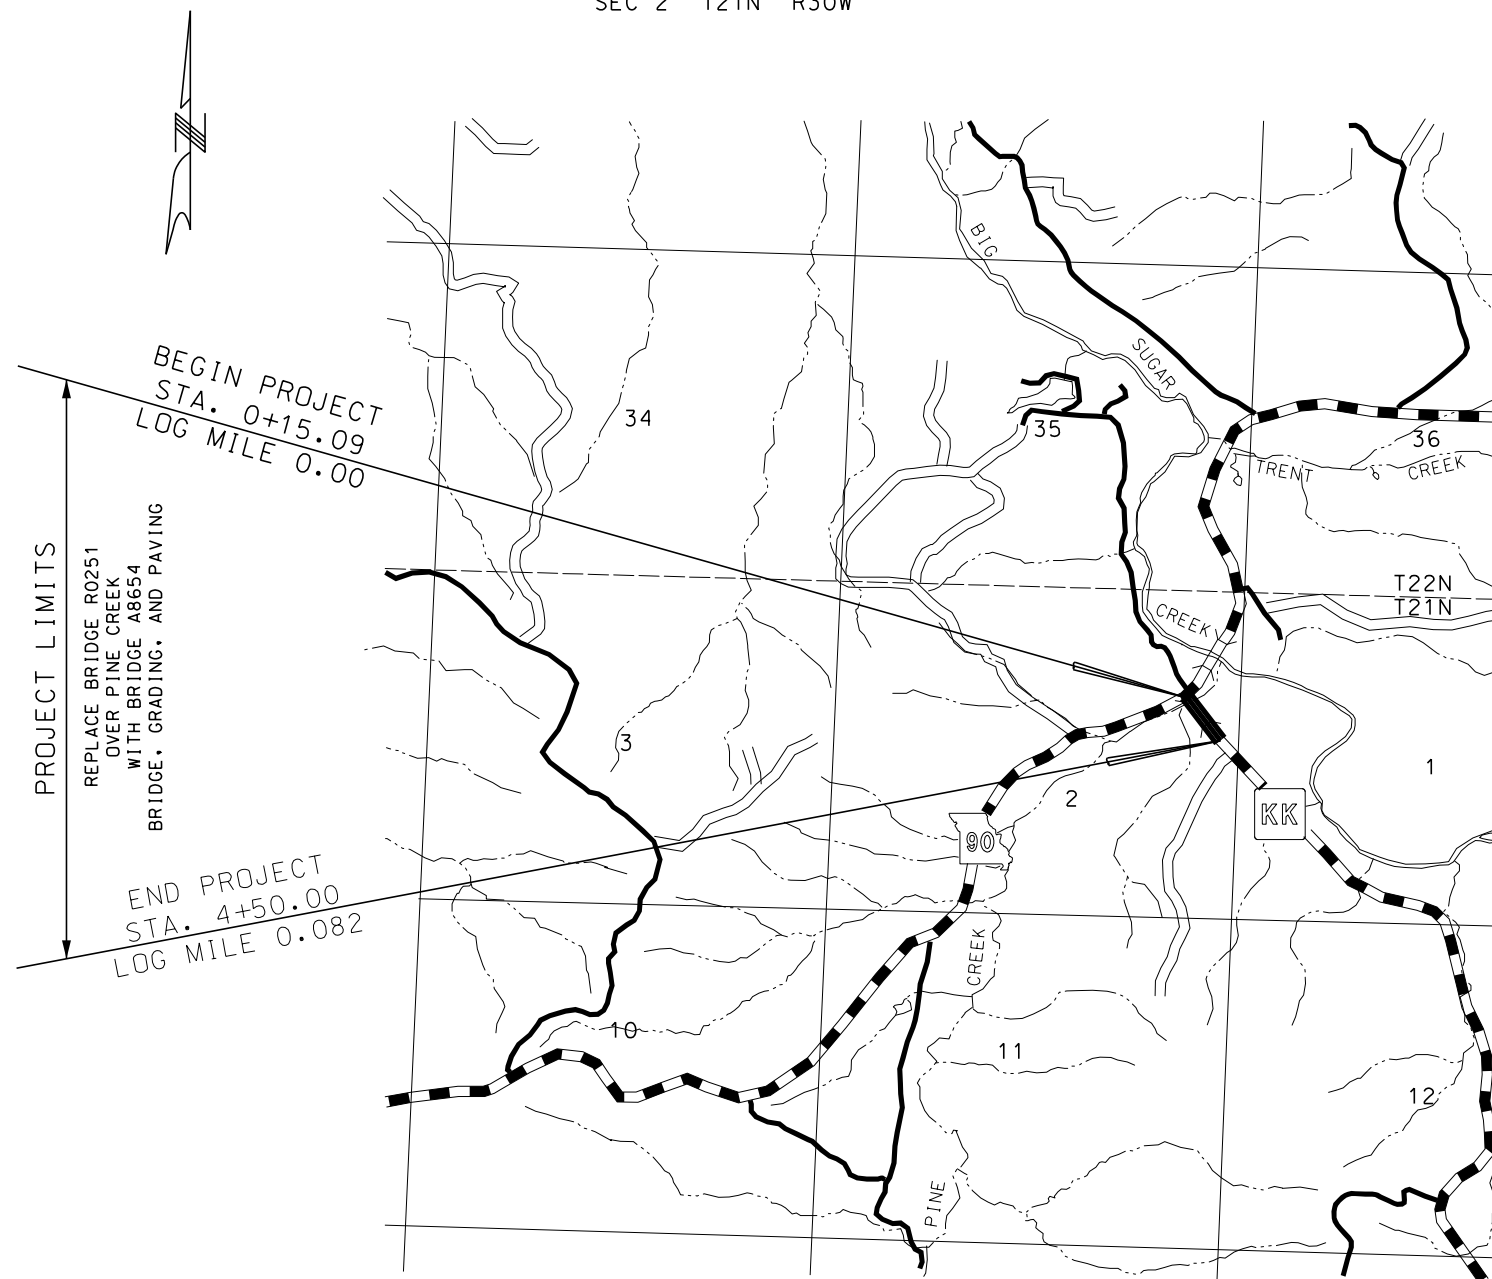 SEC 2 T21N R30W
N
BIG
SUGAR
BEGIN PROJECT
STA. 0+15.09
LOG MILE 0.00
34
35
36
TRENT
CREEK
PROJECT LIMITS
REPLACE BRIDGE R0251
OVER PINE CREEK
WITH BRIDGE A8654
BRIDGE, GRADING, AND PAVING
T22N
T21N
CREEK
3
2
1
KK
90
END PROJECT
STA. 4+50.00
LOG MILE 0.082
CREEK
10
11
12
PINE